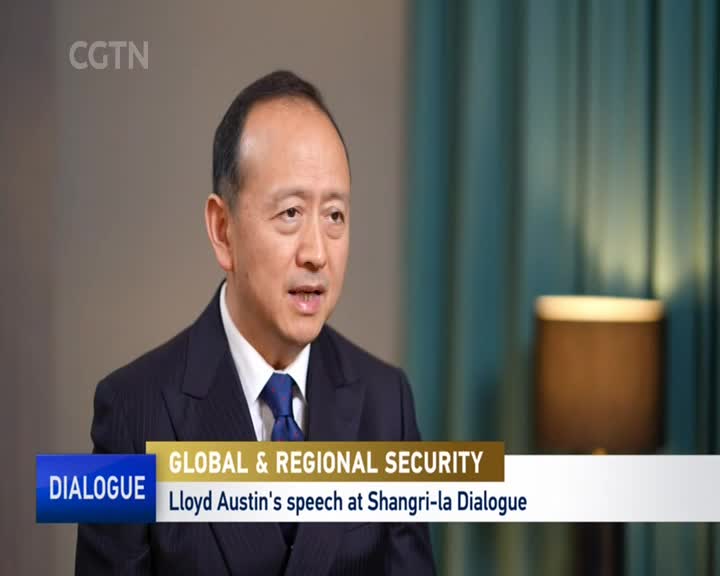 CGTN
GLOBAL & REGIONAL SECURITY
DIALOGUE
Lloyd Austin's speech at Shangri-la Dialogue